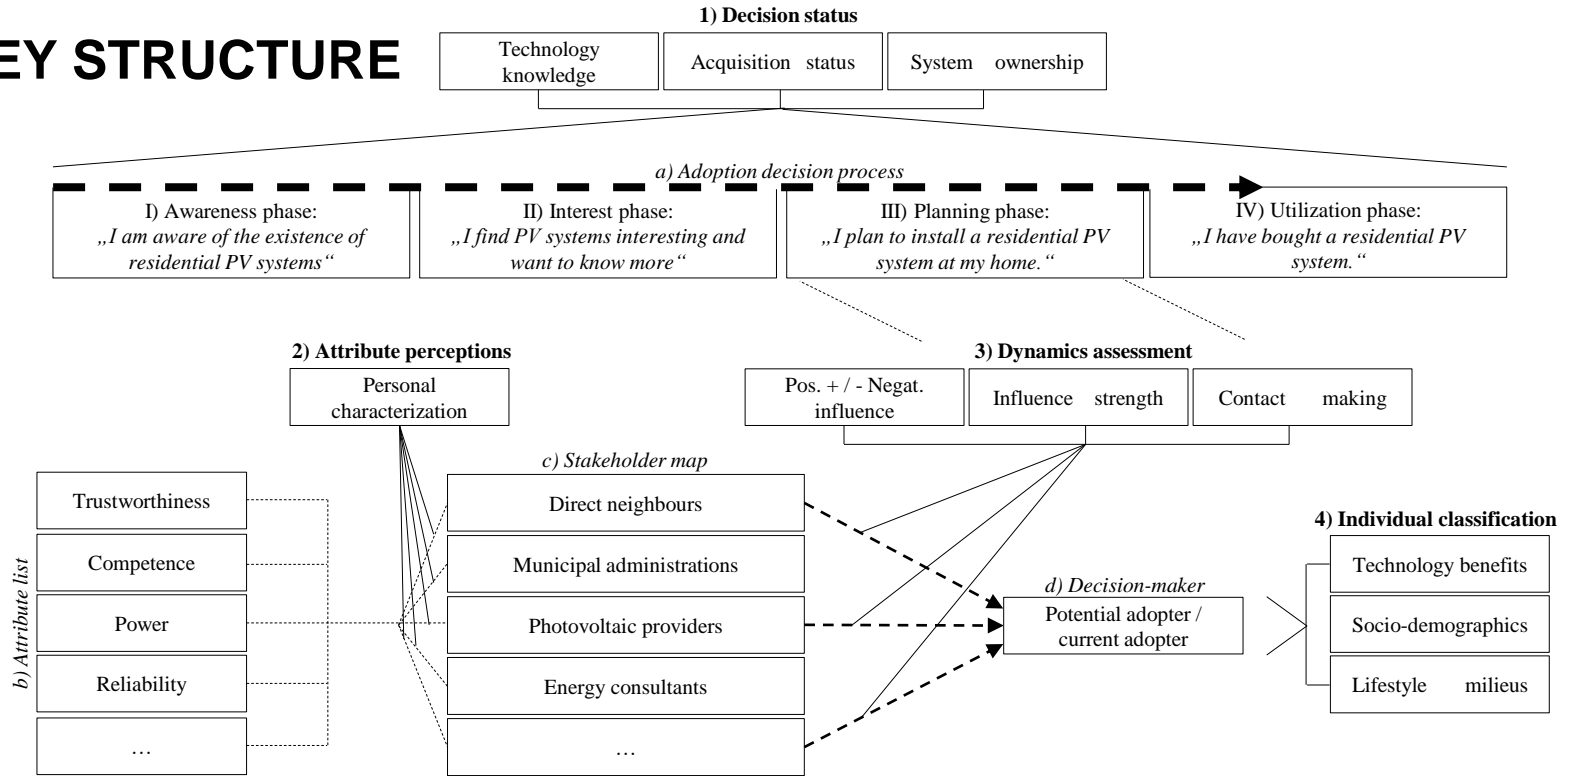 1) Decision status
EY STRUCTURE
Technology
knowledge
Acquisition status
System ownership
a) Adoption decision process
I) Awareness phase:
„I am aware of the existence of
residential PV systems“
II) Interest phase:
„I find PV systems interesting and
want to know more“
III) Planning phase:
„I plan to install a residential PV
system at my home.“
IV) Utilization phase:
„I have bought a residential PV
system.“
2) Attribute perceptions
Personal
characterization
3) Dynamics assessment
Pos. + / - Negat.
influence
Influence strength
Contact making
b) Attribute list
Trustworthiness
Competence
Power
Reliability
…
c) Stakeholder map
Direct neighbours
Municipal administrations
Photovoltaic providers
Energy consultants
…
d) Decision-maker
Potential adopter /
current adopter
4) Individual classification
Technology benefits
Socio-demographics
Lifestyle milieus